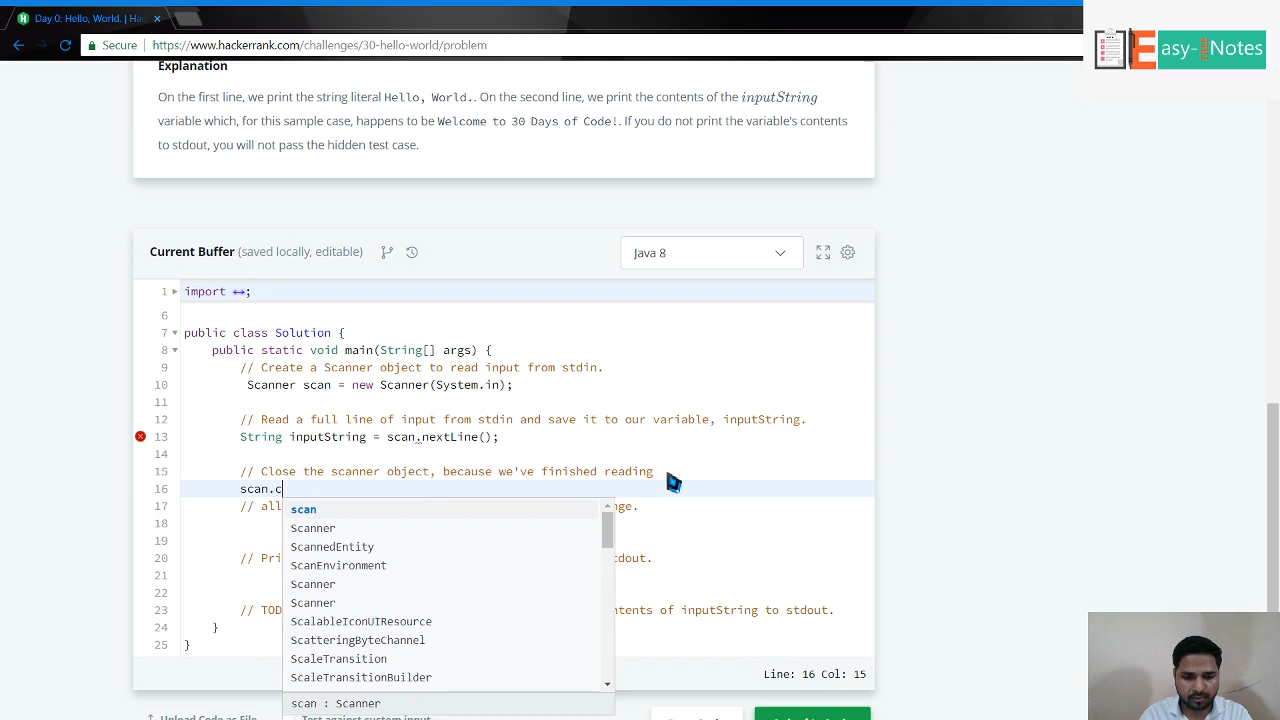 Day 0: Hello, World. | Ha
Secure https://www.hackerrank.com/challenges/30-hello-world/problem
Easy-Notes
Explanation
On the first line, we print the string literal Hello, World.. On the second line, we print the contents of the inputString
variable which, for this sample case, happens to be Welcome to 30 Days of Code!. If you do not print the variable's contents
to stdout, you will not pass the hidden test case.
Current Buffer (saved locally, editable)
Java 8
1 import ;
6
7 public class Solution {
8 public static void main(String[] args) {
9 // Create a Scanner object to read input from stdin.
10 Scanner scan = new Scanner(System.in);
11
12 // Read a full line of input from stdin and save it to our variable, inputString.
13 String inputString = scan.nextLine();
14
15 // Close the scanner object, because we've finished reading
16 scan.c
17 // all nge.
18
19
20 // Pri tdout.
21
22
23 // TOD ntents of inputString to stdout.
24 }
25 }
scan
Scanner
ScannedEntity
ScanEnvironment
Scanner
Scanner
ScalableIconUIResource
ScatteringByteChannel
ScaleTransition
ScaleTransitionBuilder
scan : Scanner
Line: 16 Col: 15
Upload Code as File Test against custom input